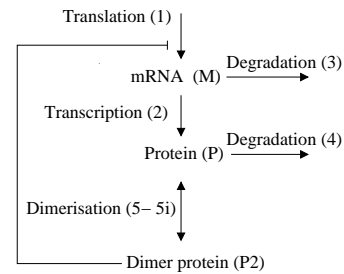 Translation (1)
Degradation (3)
mRNA (M)
Transcription (2)
Degradation (4)
Protein (P)
Dimerisation (5– 5i)
Dimer protein (P2)